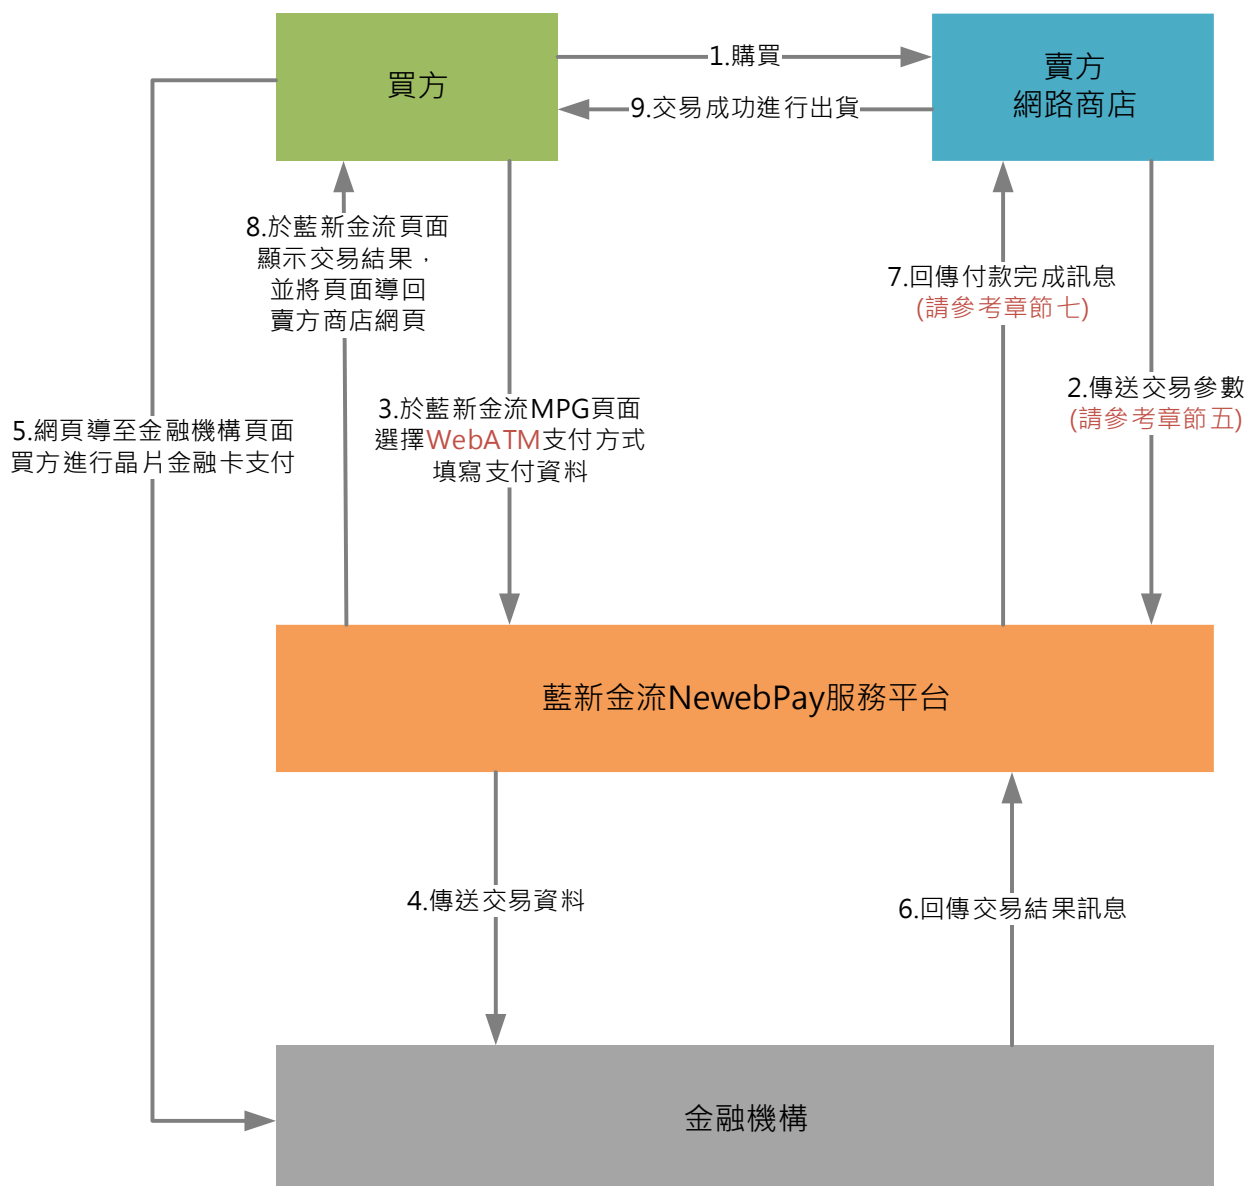 買方
1.購買
賣方
網路商店
9.交易成功進行出貨
8.於藍新金流頁面
顯示交易結果，
並將頁面導回
賣方商店網頁
7.回傳付款完成訊息
(請參考章節七)
2.傳送交易參數
(請參考章節五)
3.於藍新金流MPG頁面
選擇WebATM支付方式
填寫支付資料
5.網頁導至金融機構頁面
買方進行晶片金融卡支付
藍新金流NewebPay服務平台
4.傳送交易資料
6.回傳交易結果訊息
金融機構